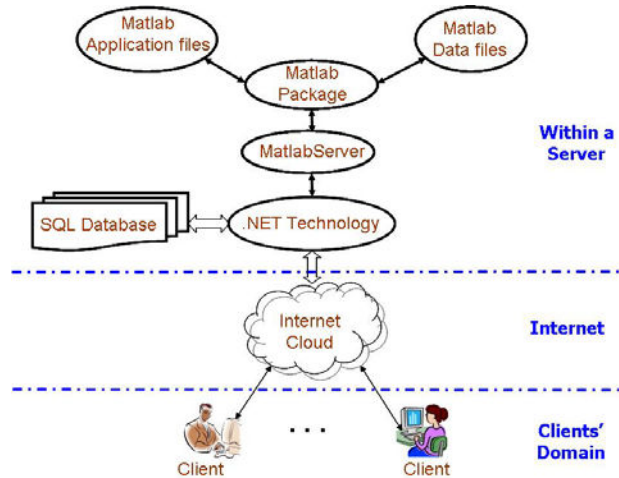 Matlab
Application files
Matlab
Data files
Matlab
Package
Within a
Server
MatlabServer
SQL Database
.NET Technology
Internet
Cloud
Internet
. . .
Clients'
Domain
Client
Client